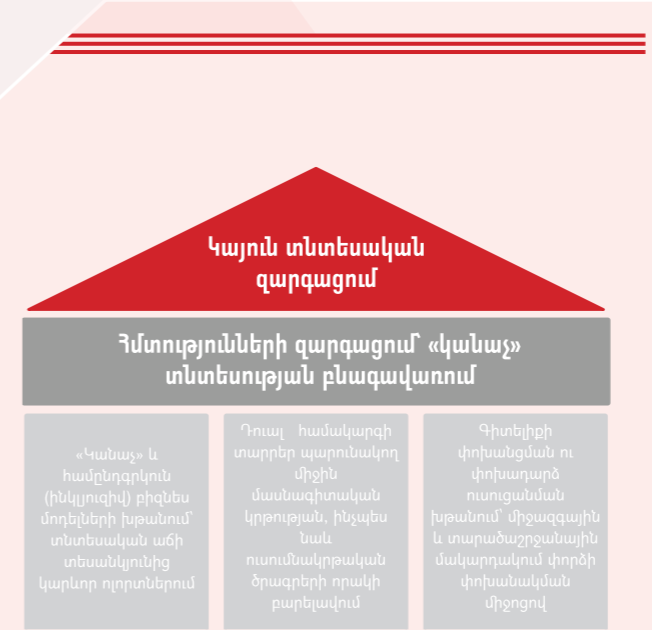 Կայուն տնտեսական
զարգացում
Հմտությունների զարգացում՝ «կանաչ»
տնտեսության բնագավառում
«Կանաչ» և
համընդգրկուն
(ինկլյուզիվ) բիզնես
մոդելների խթանում՝
տնտեսական աճի
տեսանկյունից
կարևոր ոլորտներում
Դուալ համակարգի
տարրեր պարունակող
միջին
մասնագիտական
կրթության, ինչպես
նաև
ուսումնակրթական
ծրագրերի որակի
բարելավում
Գիտելիքի
փոխանցման ու
փոխադարձ
ուսուցանման
խթանում՝ միջազգային
և տարածաշրջանային
մակարդակում փորձի
փոխանակման
միջոցով